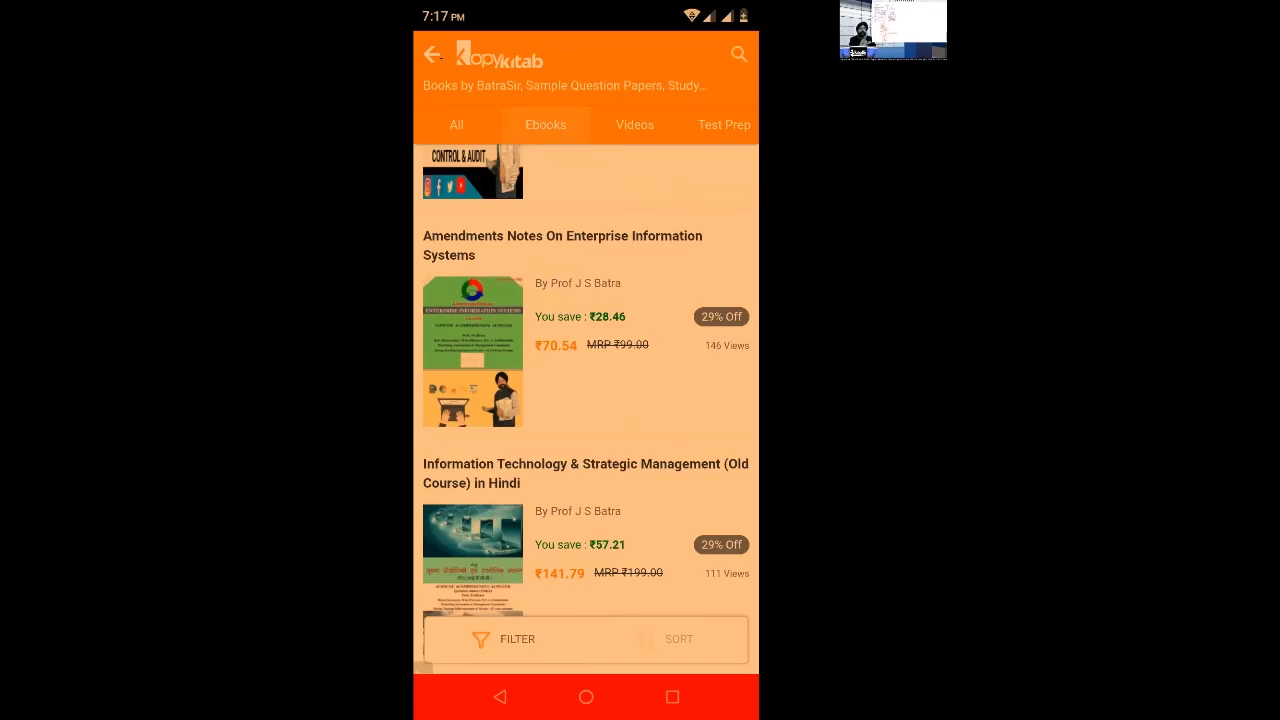 7:17 PM
kopykitab
Books by BatraSir, Sample Question Papers, Study...
All
Ebooks
Videos
Test Prep
CONTROL & AUDIT
Amendments Notes On Enterprise Information
Systems
ENTERPRISE INFORMATION SYSTEMS
By Prof J S Batra
You save : ₹28.46
29% Off
₹70.54 MRP ₹99.00
146 Views
Information Technology & Strategic Management (Old
Course) in Hindi
By Prof J S Batra
You save : ₹57.21
29% Off
₹141.79 MRP ₹199.00
111 Views
FILTER
SORT